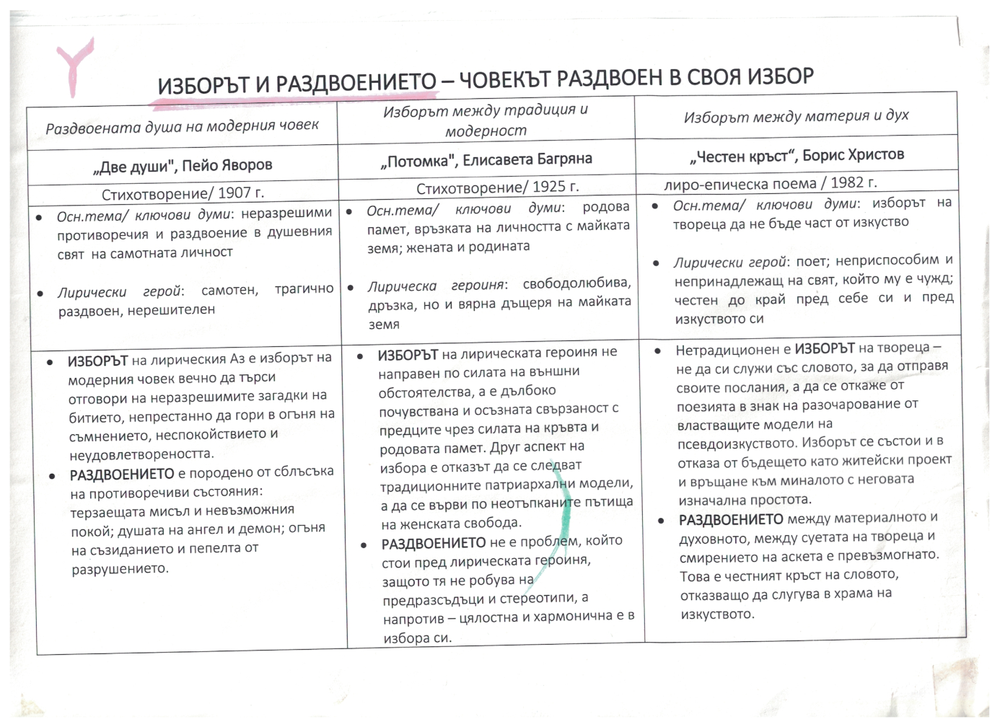 ИЗБОРЪТ И РАЗДВОЕНИЕТО – ЧОВЕКЪТ РАЗДВОЕН В СВОЯ ИЗБОР
Раздвоената душа на модерния човек
Изборът между традиция и
модерност
Изборът между материя и дух
„Две души", Пейо Яворов
„Потомка", Елисавета Багряна
„Честен кръст“, Борис Христов
Стихотворение/ 1907 г.
Стихотворение/ 1925 г.
лиро-епическа поема / 1982 г.
• Осн.тема/ ключови думи: неразрешими
противоречия и раздвоение в душевния
свят на самотната личност
• Лирически герой: самотен, трагично
раздвоен, нерешителен
• Осн.тема/ ключови думи: родова
памет, връзката на личността с майката
земя; жената и родината
• Лирическа героиня: свободолюбива,
дръзка, но и вярна дъщеря на майката
земя
• Осн.тема/ ключови думи: изборът на
твореца да не бъде част от изкуство
• Лирически герой: поет; неприспособим и
непринадлежащ на свят, който му е чужд;
честен до край пред себе си и пред
изкуството си
• ИЗБОРЪТ на лирическия Аз е изборът на
модерния човек вечно да търси
отговори на неразрешимите загадки на
битието, непрестанно да гори в огъня на
съмнението, неспокойствието и
неудовлетвореността.
• РАЗДВОЕНИЕТО е породено от сблъсъка
на противоречиви състояния:
терзаещата мисъл и невъзможния
покой; душата на ангел и демон; огъня
на съзиданието и пепелта от
разрушението.
• ИЗБОРЪТ на лирическата героиня не
направен по силата на външни
обстоятелства, а е дълбоко
почувствана и осъзната свързаност с
предците чрез силата на кръвта и
родовата памет. Друг аспект на
избора е отказът да се следват
традиционните патриархални модели,
а да се върви по неотъпканите пътища
на женската свобода.
• РАЗДВОЕНИЕТО не е проблем, който
стои пред лирическата героиня,
защото тя не робува на
предразсъдъци и стереотипи, а
напротив – цялостна и хармонична е в
избора си.
• Нетрадиционен е ИЗБОРЪТ на твореца –
не да си служи със словото, за да отправя
своите послания, а да се откаже от
поезията в знак на разочарование от
властващите модели на
псевдоизкуството. Изборът се състои и в
отказа от бъдещето като житейски проект
и връщане към миналото с неговата
изначална простота.
• РАЗДВОЕНИЕТО между материалното и
духовното, между суетата на твореца и
смирението на аскета е превъзмогнато.
Това е честният кръст на словото,
отказващо да слугува в храма на
изкуството.